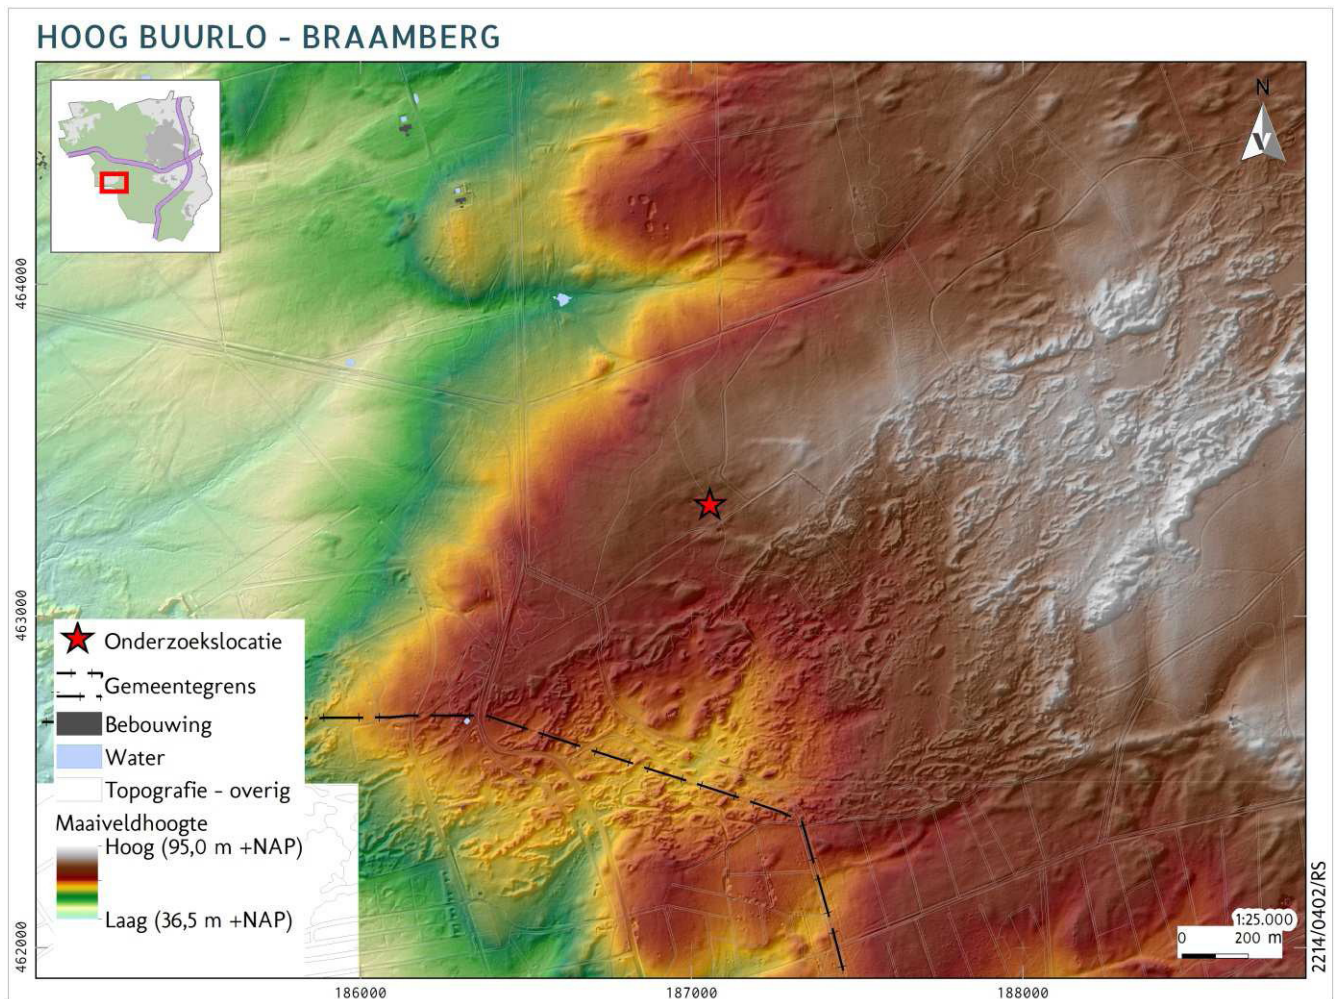 HOOG BUURLO - BRAAMBERG
N
464000
463000
462000
Onderzoekslocatie
Gemeentegrens
Bebouwing
Water
Topografie - overig
Maaiveldhoogte
Hoog (95,0 m +NAP)
Laag (36,5 m +NAP)
1:25.000
0 200 m
2214/0402/RS
186000 187000 188000